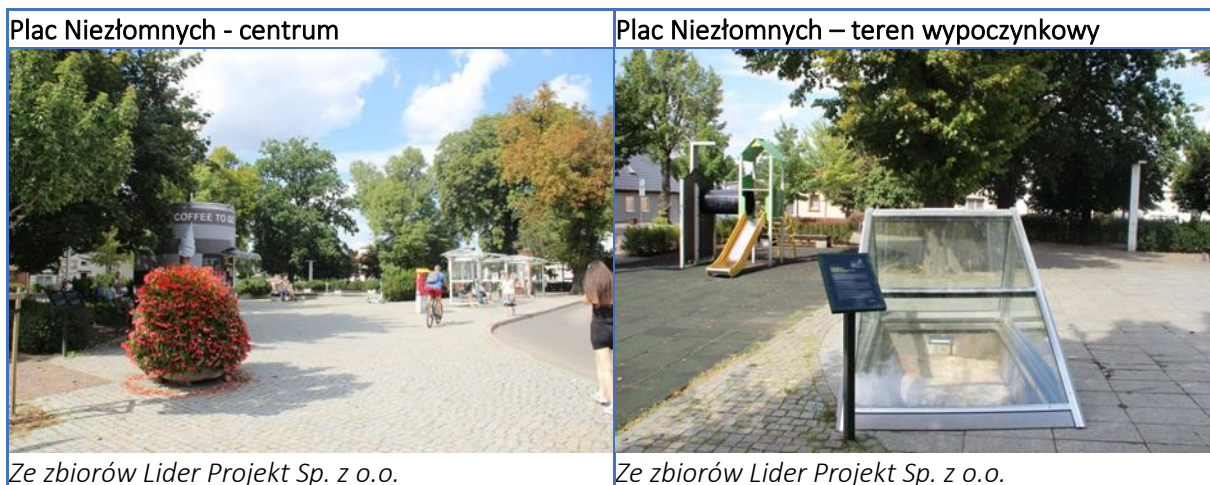 Plac Niezłomnych - centrum
Plac Niezłomnych – teren wypoczynkowy
COFFEE TO GO
Ze zbiorów Lider Projekt Sp. z o.o.
Ze zbiorów Lider Projekt Sp. z o.o.